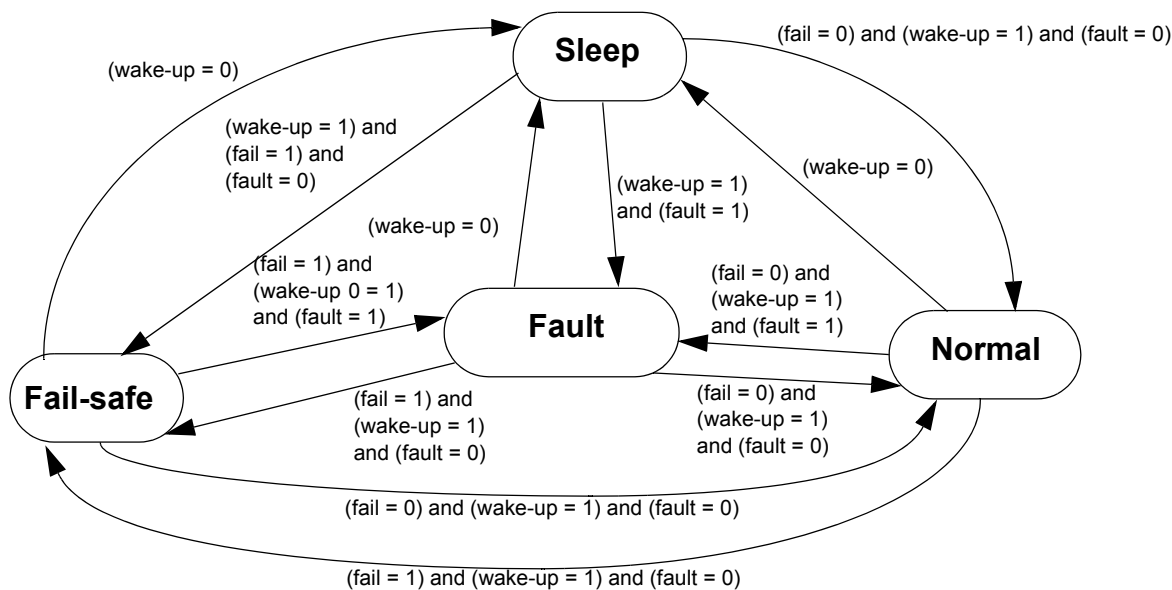 Sleep
(fail = 0) and (wake-up = 1) and (fault = 0)
(wake-up = 0)
(wake-up = 1) and
(fail = 1) and
(fault = 0)
(wake-up = 1)
and (fault = 1)
(wake-up = 0)
(wake-up = 0)
(fail = 1) and
(wake-up 0 = 1)
and (fault = 1)
(fail = 0) and
(wake-up = 1)
and (fault = 1)
Fault
Normal
Fail-safe
(fail = 1) and
(wake-up = 1)
and (fault = 0)
(fail = 0) and
(wake-up = 1)
and (fault = 0)
(fail = 0) and (wake-up = 1) and (fault = 0)
(fail = 1) and (wake-up = 1) and (fault = 0)